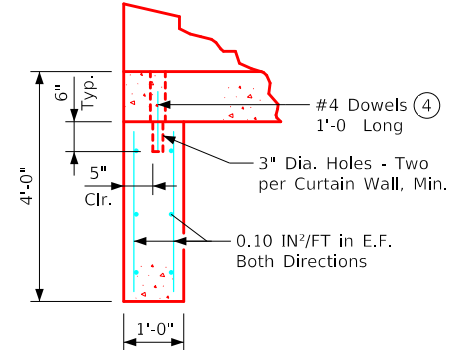 6"
Typ.
#4 Dowels 4
1'-0 Long
3" Dia. Holes - Two
per Curtain Wall, Min.
5"
Clr.
4'-0"
0.10 IN²/FT in E.F.
Both Directions
1'-0"